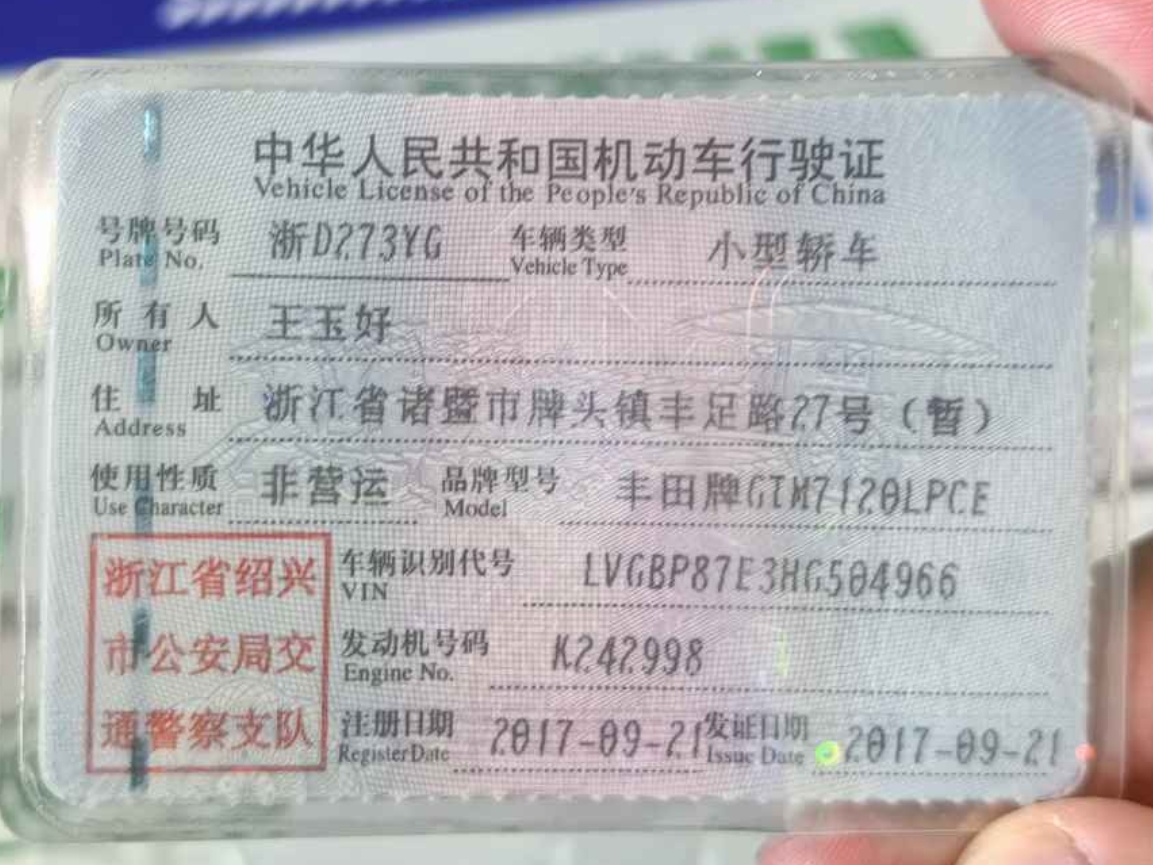 中华人民共和国机动车行驶证
Vehicle License of the People's Republic of China
号牌号码 浙D273YG 车辆类型 小型轿车
Plate No. Vehicle Type
所有人 王玉好
Owner
住址 浙江省诸暨市牌头镇丰足路27号（暂）
Address
使用性质 非营运 品牌型号 丰田牌GTM7120LPCE
Use Character Model
浙江省绍兴 车辆识别代号 LVGBP87E3HG504966
VIN
市公安局交 发动机号码 K242998
Engine No.
通警察支队 注册日期 2017-09-21 发证日期 2017-09-21
Register Date Issue Date